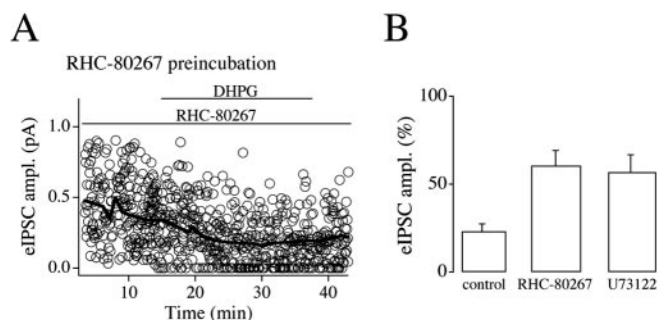 A
RHC-80267 preincubation
DHPG
RHC-80267
eIPSC ampl. (pA)
1.0
0.5
0.0
10 20 30 40
Time (min)
B
eIPSC ampl. (%)
100
50
0
control RHC-80267 U73122